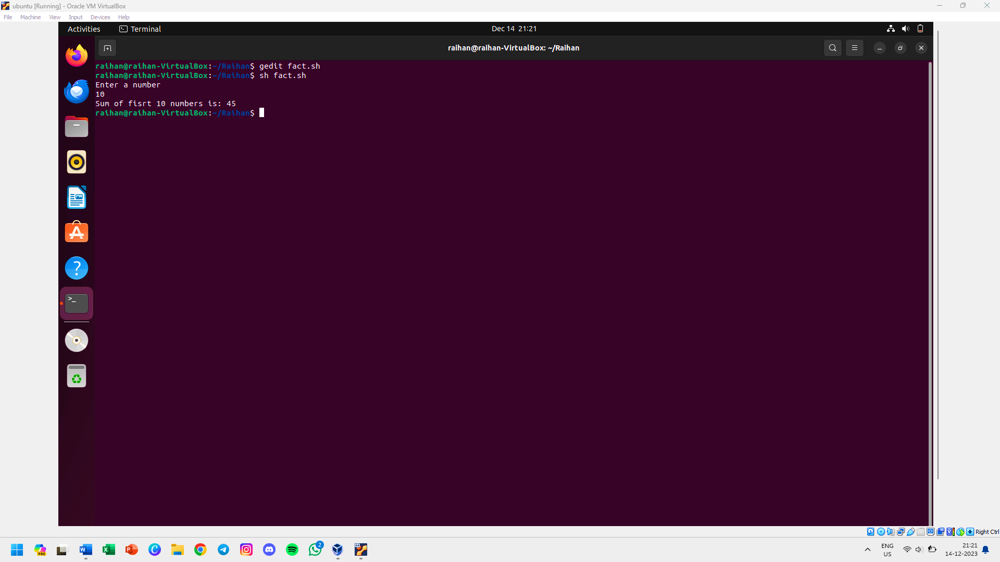 ubuntu [Running] - Oracle VM VirtualBox
File Machine View Input Devices Help
Activities Terminal Dec 14 21:21
raihan@raihan-VirtualBox: ~/Raihan
raihan@raihan-VirtualBox:~/Raihan$ gedit fact.sh
raihan@raihan-VirtualBox:~/Raihan$ sh fact.sh
Enter a number
10
Sum of fisrt 10 numbers is: 45
raihan@raihan-VirtualBox:~/Raihan$
Right Ctrl
PRE
2
ENG
US
21:21
14-12-2023